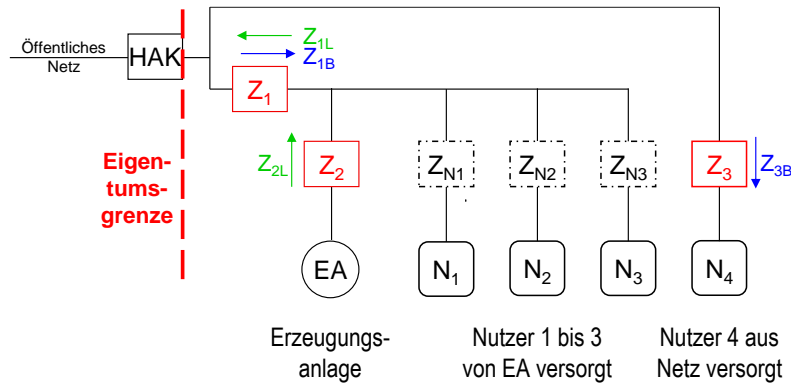 Öffentliches
Netz
HAK
Z1L
Z1B
Z1
Eigen-
tums-
grenze
Z2L
Z2
ZN1
ZN2
ZN3
Z3
Z3B
EA
N1
N2
N3
N4
Erzeugungs-
anlage
Nutzer 1 bis 3
von EA versorgt
Nutzer 4 aus
Netz versorgt